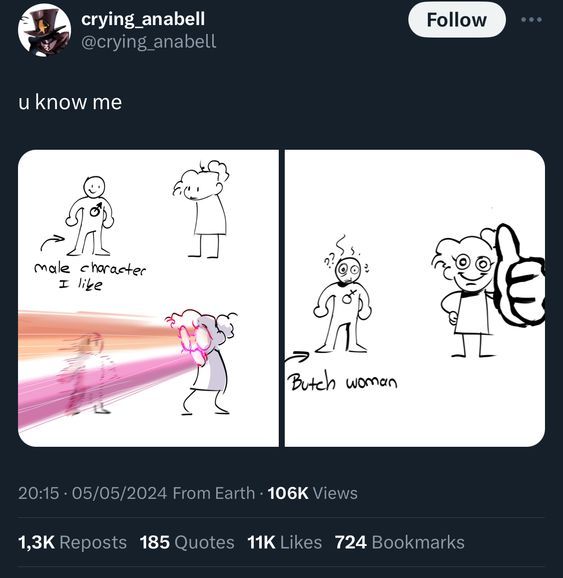 crying_anabell
@crying_anabell
Follow
u know me
male character
I like
??
?
Butch woman
20:15 · 05/05/2024 From Earth · 106K Views
1,3K Reposts 185 Quotes 11K Likes 724 Bookmarks